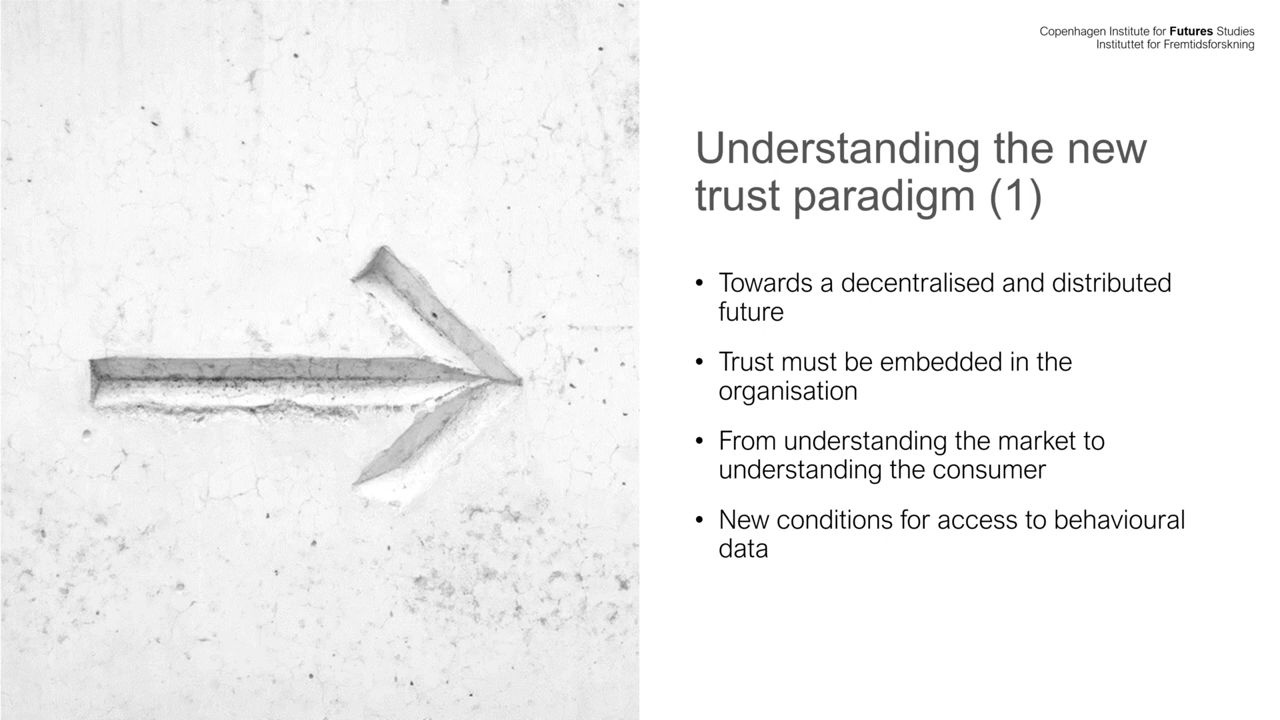 Copenhagen Institute for Futures Studies
Instituttet for Fremtidsforskning
Understanding the new
trust paradigm (1)
• Towards a decentralised and distributed
future
• Trust must be embedded in the
organisation
• From understanding the market to
understanding the consumer
• New conditions for access to behavioural
data